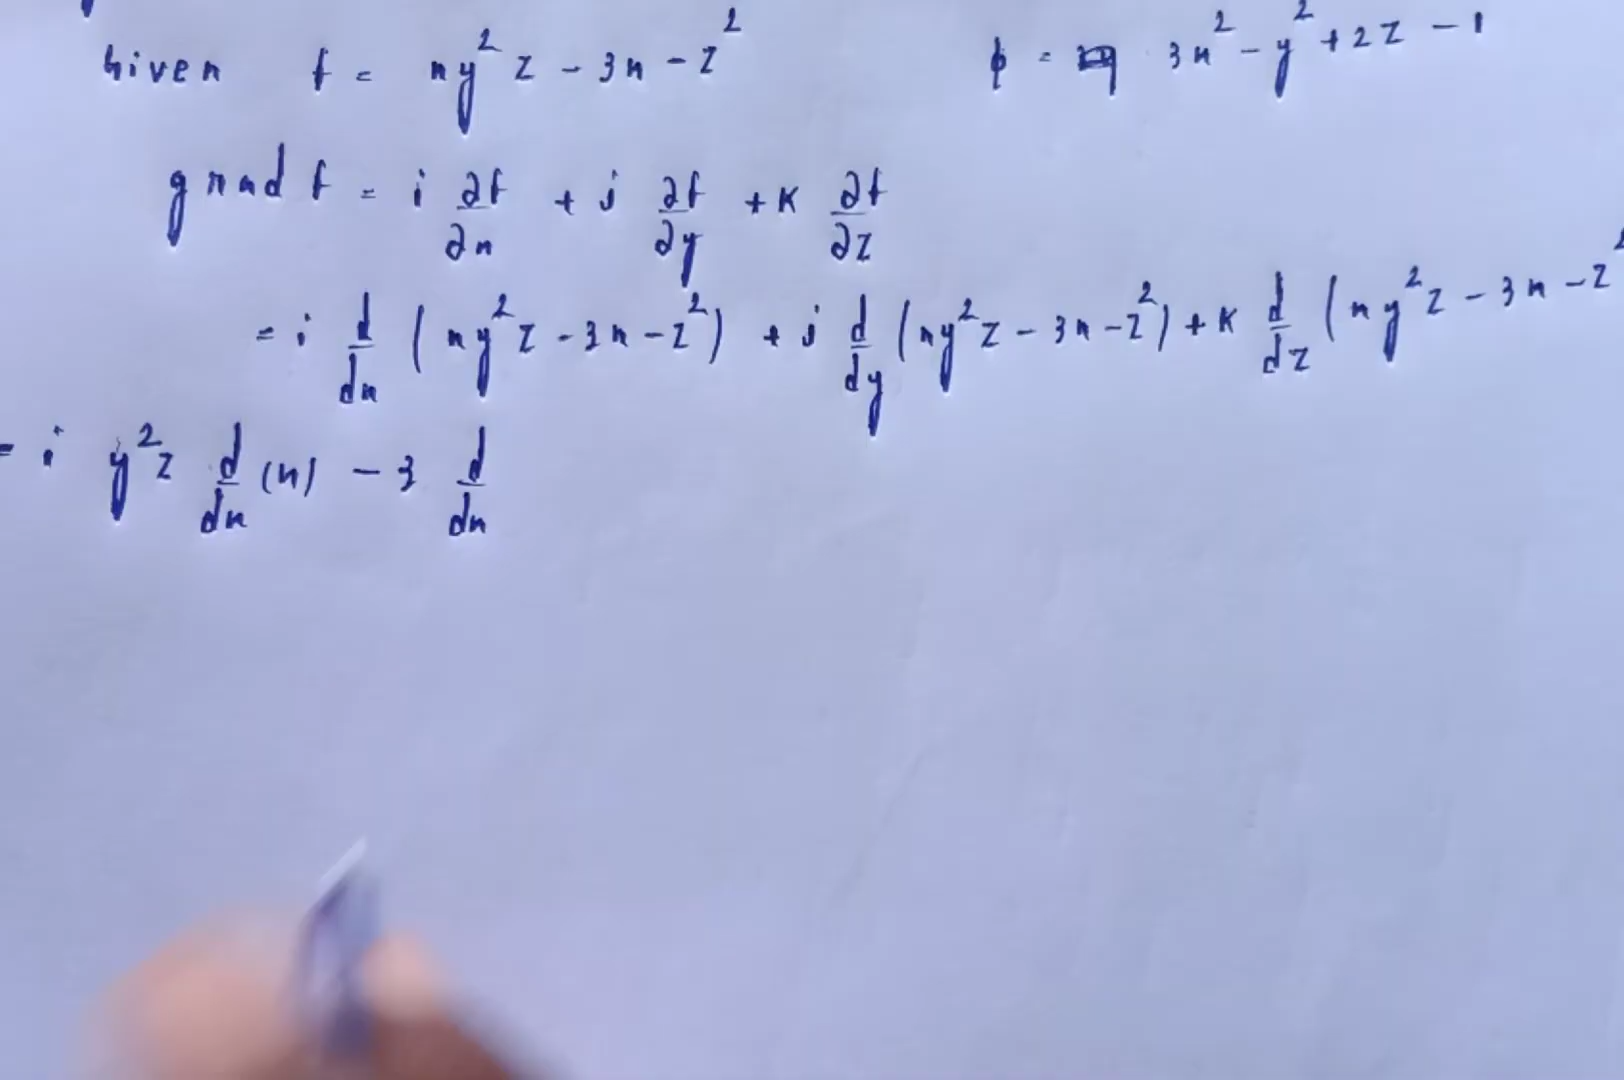 Given f = xy²z - 3x - z² ϕ = 3x² - y² + 2z - 1
grad f = i ∂f/∂x + j ∂f/∂y + k ∂f/∂z
= i d/dx (xy²z - 3x - z²) + j d/dy (xy²z - 3x - z²) + k d/dz (xy²z - 3x - z²
= i y²z d/dx (x) - 3 d/dx